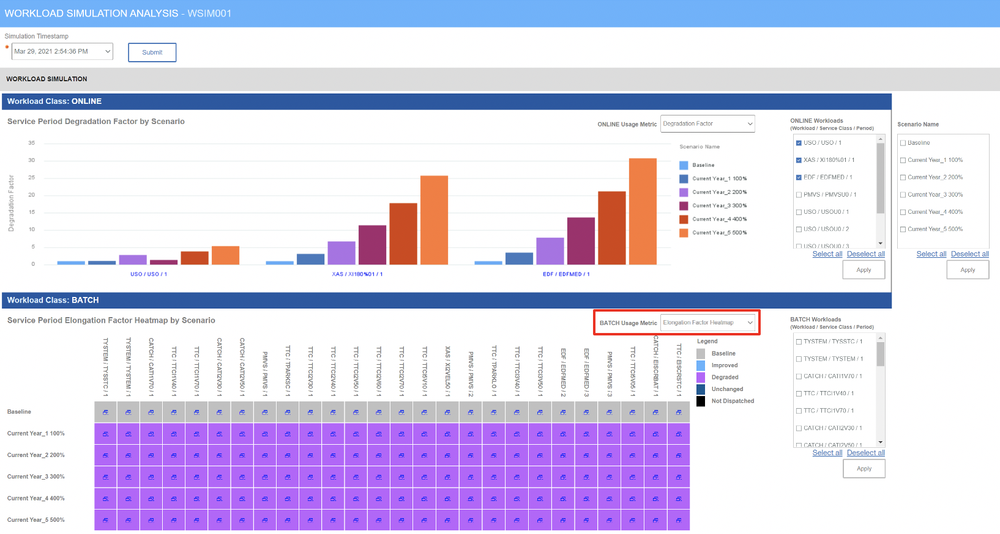 WORKLOAD SIMULATION ANALYSIS - WSIM001
Simulation Timestamp
* Mar 29, 2021 2:54:36 PM
Submit
WORKLOAD SIMULATION
Workload Class: ONLINE
Service Period Degradation Factor by Scenario
ONLINE Usage Metric Degradation Factor
Degradation Factor
35
30
25
20
15
10
5
0
USO / USO / 1
XAS / XI180%01 / 1
EDF / EDFMED / 1
Scenario Name
Baseline
Current Year_1 100%
Current Year_2 200%
Current Year_3 300%
Current Year_4 400%
Current Year_5 500%
ONLINE Workloads
(Workload / Service Class / Period)
USO / USO / 1
XAS / XI180%01 / 1
EDF / EDFMED / 1
PMVS / PMVSU0 / 1
USO / USOU0 / 1
USO / USOU0 / 2
USO / USOU0 / 3
Select all Deselect all
Apply
Scenario Name
Baseline
Current Year_1 100%
Current Year_2 200%
Current Year_3 300%
Current Year_4 400%
Current Year_5 500%
Select all Deselect all
Apply
Workload Class: BATCH
Service Period Elongation Factor Heatmap by Scenario
BATCH Usage Metric Elongation Factor Heatmap
TYSTEM / TYSSTC / 1
TYSTEM / TYSTEM / 1
CATCH / CATI1V70 / 1
TTC / TTCI1V40 / 1
TTC / TTCI1V70 / 1
CATCH / CATI2V30 / 1
CATCH / CATI2V50 / 1
PMVS / PMVS / 1
TTC / TPARKSC / 1
TTC / TTCI2V30 / 1
TTC / TTCI2V40 / 1
TTC / TTCI2V50 / 1
TTC / TTCI2V60 / 1
TTC / TTCI2V70 / 1
TTC / TTCI5V10 / 1
XAS / XI2VEL50 / 1
PMVS / PMVS / 2
TTC / TPARKLO / 1
TTC / TTCI3V40 / 1
TTC / TTCI3V50 / 1
EDF / EDFMED / 2
EDF / EDFMED / 3
PMVS / PMVS / 3
TTC / TTCI5V05 / 1
CATCH / EISCRBAT / 1
TTC / EISCRSTC / 1
Baseline
Current Year_1 100%
Current Year_2 200%
Current Year_3 300%
Current Year_4 400%
Current Year_5 500%
Legend
Baseline
Improved
Degraded
Unchanged
Not Dispatched
BATCH Workloads
(Workload / Service Class / Period)
TYSTEM / TYSSTC / 1
TYSTEM / TYSTEM / 1
CATCH / CATI1V70 / 1
TTC / TTCI1V40 / 1
TTC / TTCI1V70 / 1
CATCH / CATI2V30 / 1
CATCH / CATI2V50 / 1
Select all Deselect all
Apply